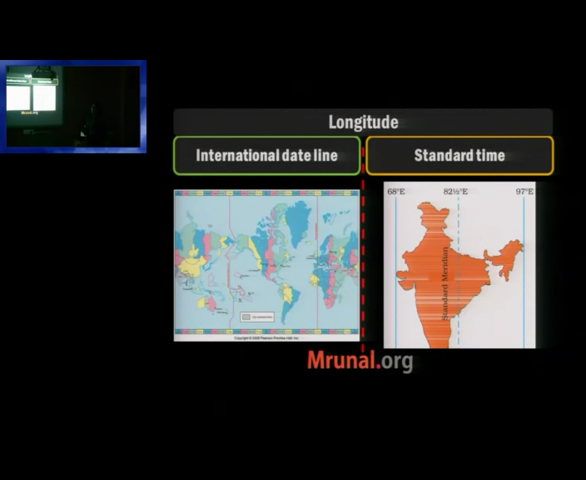 Longitude
International date line
Standard time
68°E
82½°E
97°E
Standard Meridian
Mrunal.org